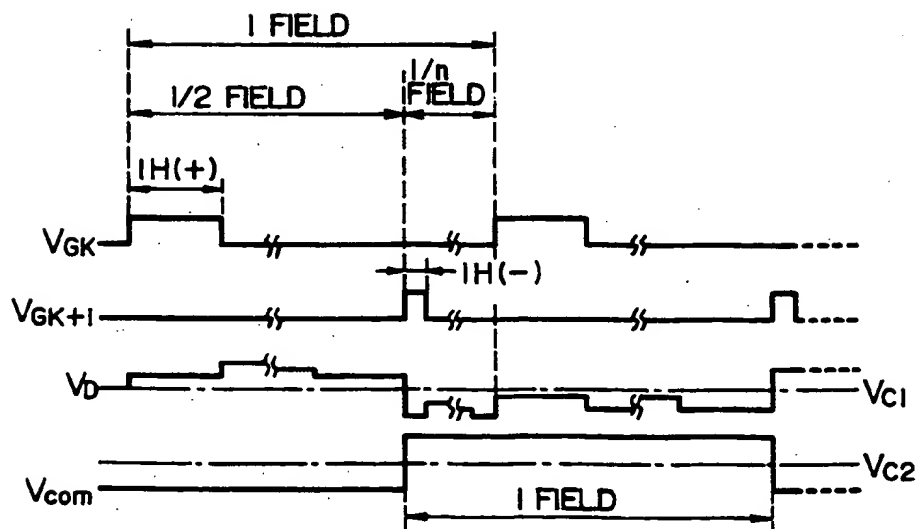 1 FIELD
1/n
FIELD
1/2 FIELD
1H(+)
VGK
1H(-)
VGK+1
VD
VC1
Vcom
VC2
1 FIELD